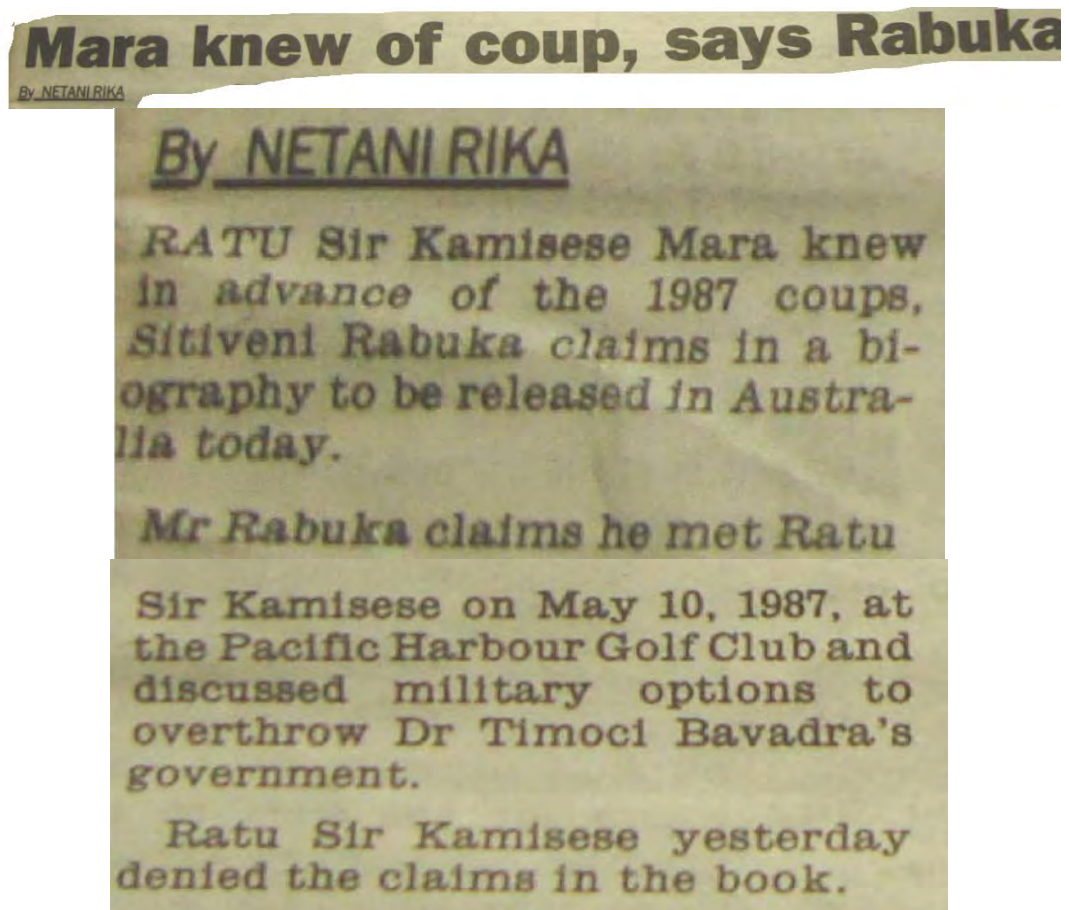 Mara knew of coup, says Rabuka
By NETANI RIKA
By NETANI RIKA
RATU Sir Kamisese Mara knew
in advance of the 1987 coups,
Sitiveni Rabuka claims in a bi-
ography to be released in Austra-
lia today.
Mr Rabuka claims he met Ratu
Sir Kamisese on May 10, 1987, at
the Pacific Harbour Golf Club and
discussed military options to
overthrow Dr Timoci Bavadra's
government.
Ratu Sir Kamisese yesterday
denied the claims in the book.